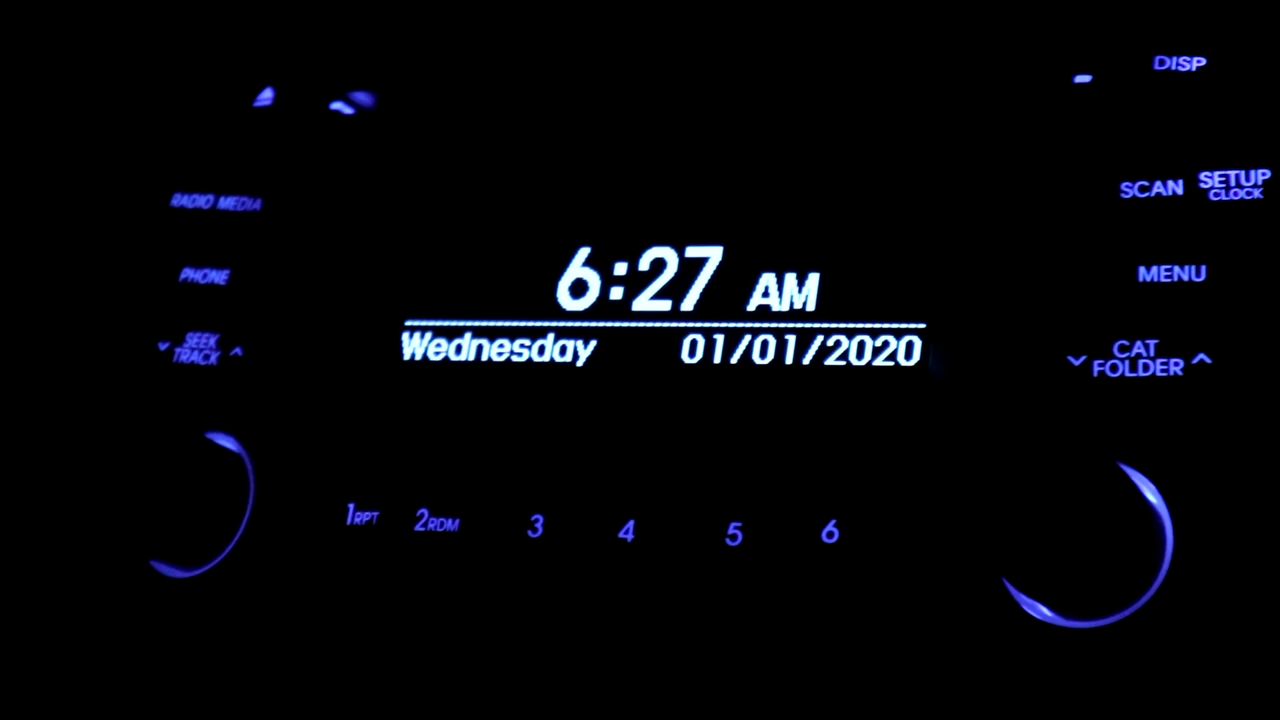 DISP
RADIO MEDIA
SCAN
SETUP
CLOCK
PHONE
MENU
6:27 AM
Wednesday 01/01/2020
SEEK
TRACK
CAT
FOLDER
1RPT 2RDM 3 4 5 6